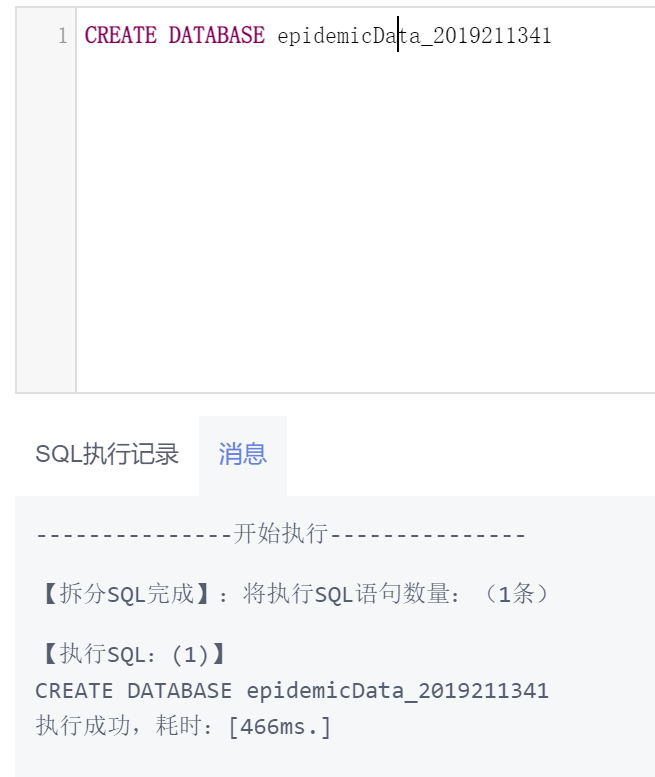 1 CREATE DATABASE epidemicData_2019211341
SQL执行记录 消息
---------------开始执行---------------
【拆分SQL完成】：将执行SQL语句数量：（1条）
【执行SQL：(1)】
CREATE DATABASE epidemicData_2019211341
执行成功，耗时：[466ms.]